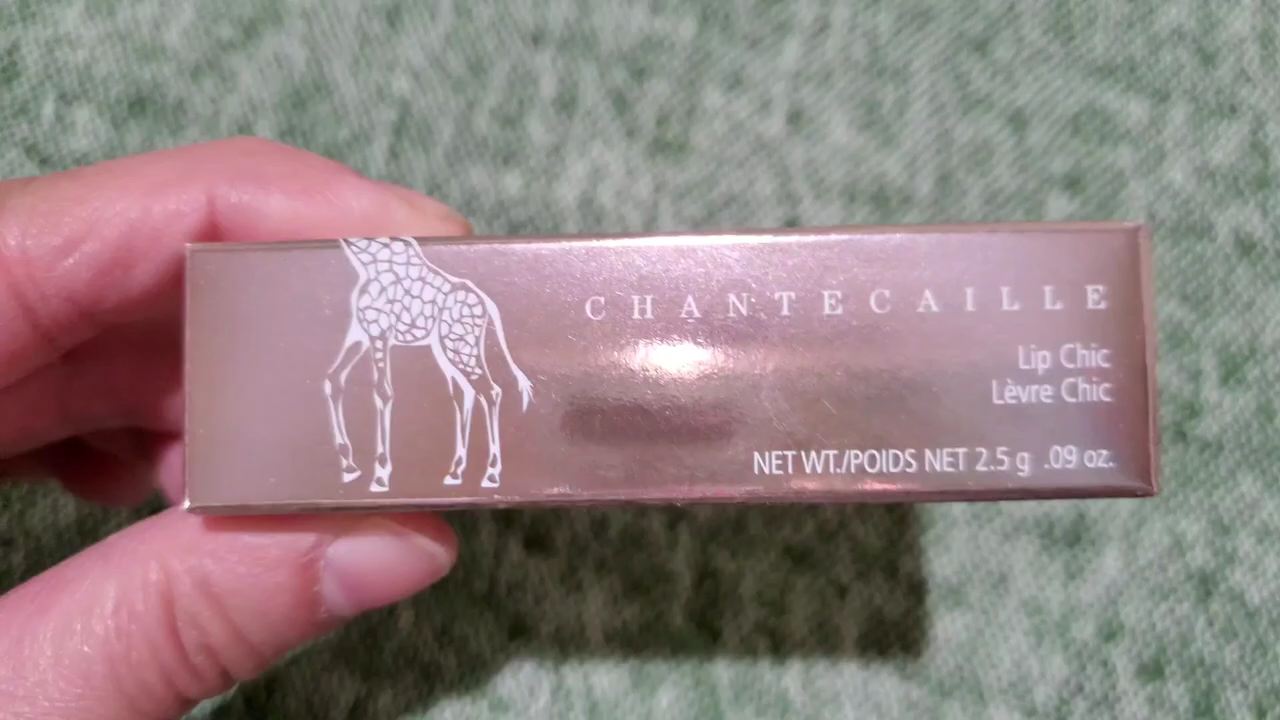 CHANTECAILLE
Lip Chic
Lèvre Chic
NET WT./POIDS NET 2.5 g .09 oz.